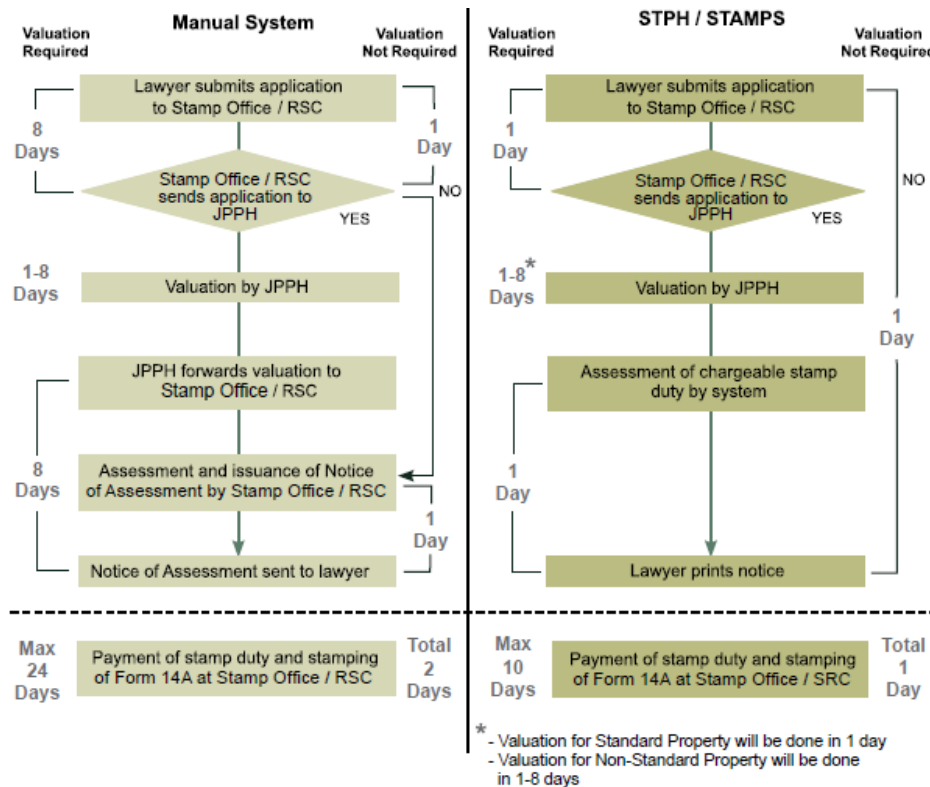 Manual System
Valuation
Required
Valuation
Not Required
Lawyer submits application
to Stamp Office / RSC
8
Days
1
Day
Stamp Office / RSC
sends application to
JPPH
NO
YES
1-8
Days
Valuation by JPPH
JPPH forwards valuation to
Stamp Office / RSC
8
Days
Assessment and issuance of Notice
of Assessment by Stamp Office / RSC
1
Day
Notice of Assessment sent to lawyer
Max
24
Days
Payment of stamp duty and stamping
of Form 14A at Stamp Office / RSC
Total
2
Days
STPH / STAMPS
Valuation
Required
Valuation
Not Required
Lawyer submits application
to Stamp Office / RSC
1
Day
Stamp Office / RSC
sends application to
JPPH
NO
YES
1-8*
Days
Valuation by JPPH
1
Day
Assessment of chargeable stamp
duty by system
1
Day
Lawyer prints notice
Max
10
Days
Payment of stamp duty and stamping
of Form 14A at Stamp Office / SRC
Total
1
Day
* - Valuation for Standard Property will be done in 1 day
- Valuation for Non-Standard Property will be done
in 1-8 days